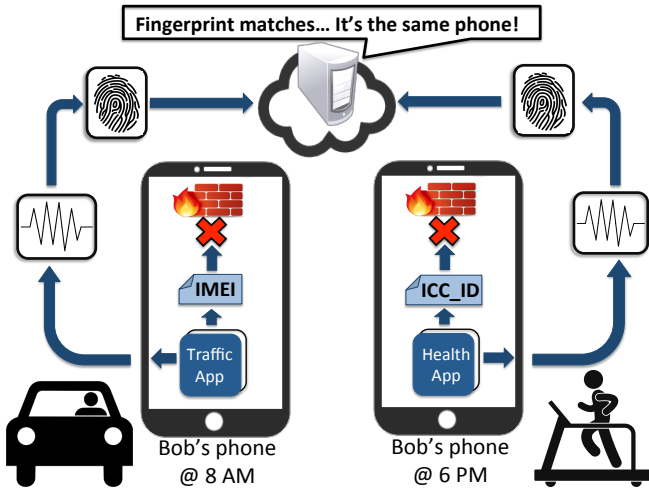 Fingerprint matches... It's the same phone!
IMEI
Traffic
App
Bob's phone
@ 8 AM
ICC_ID
Health
App
Bob's phone
@ 6 PM